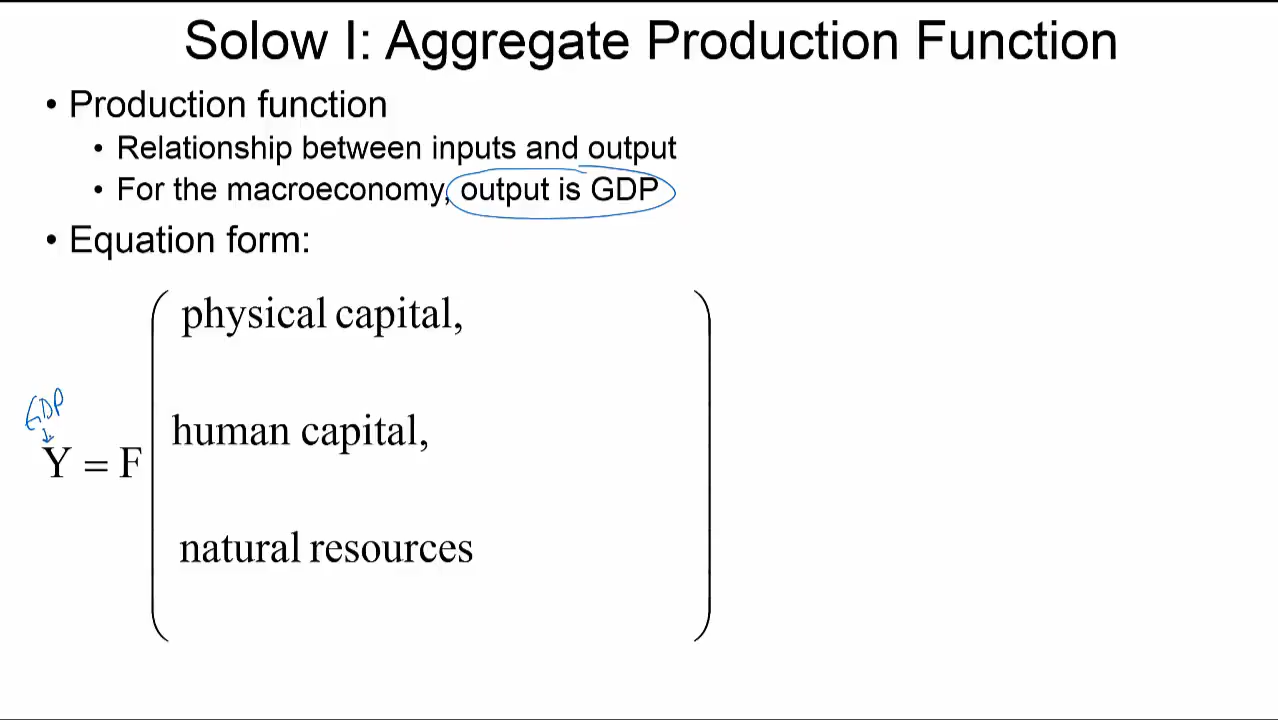 Solow I: Aggregate Production Function
• Production function
• Relationship between inputs and output
• For the macroeconomy, output is GDP
• Equation form:
physical capital,
GDP
human capital,
Y = F
natural resources